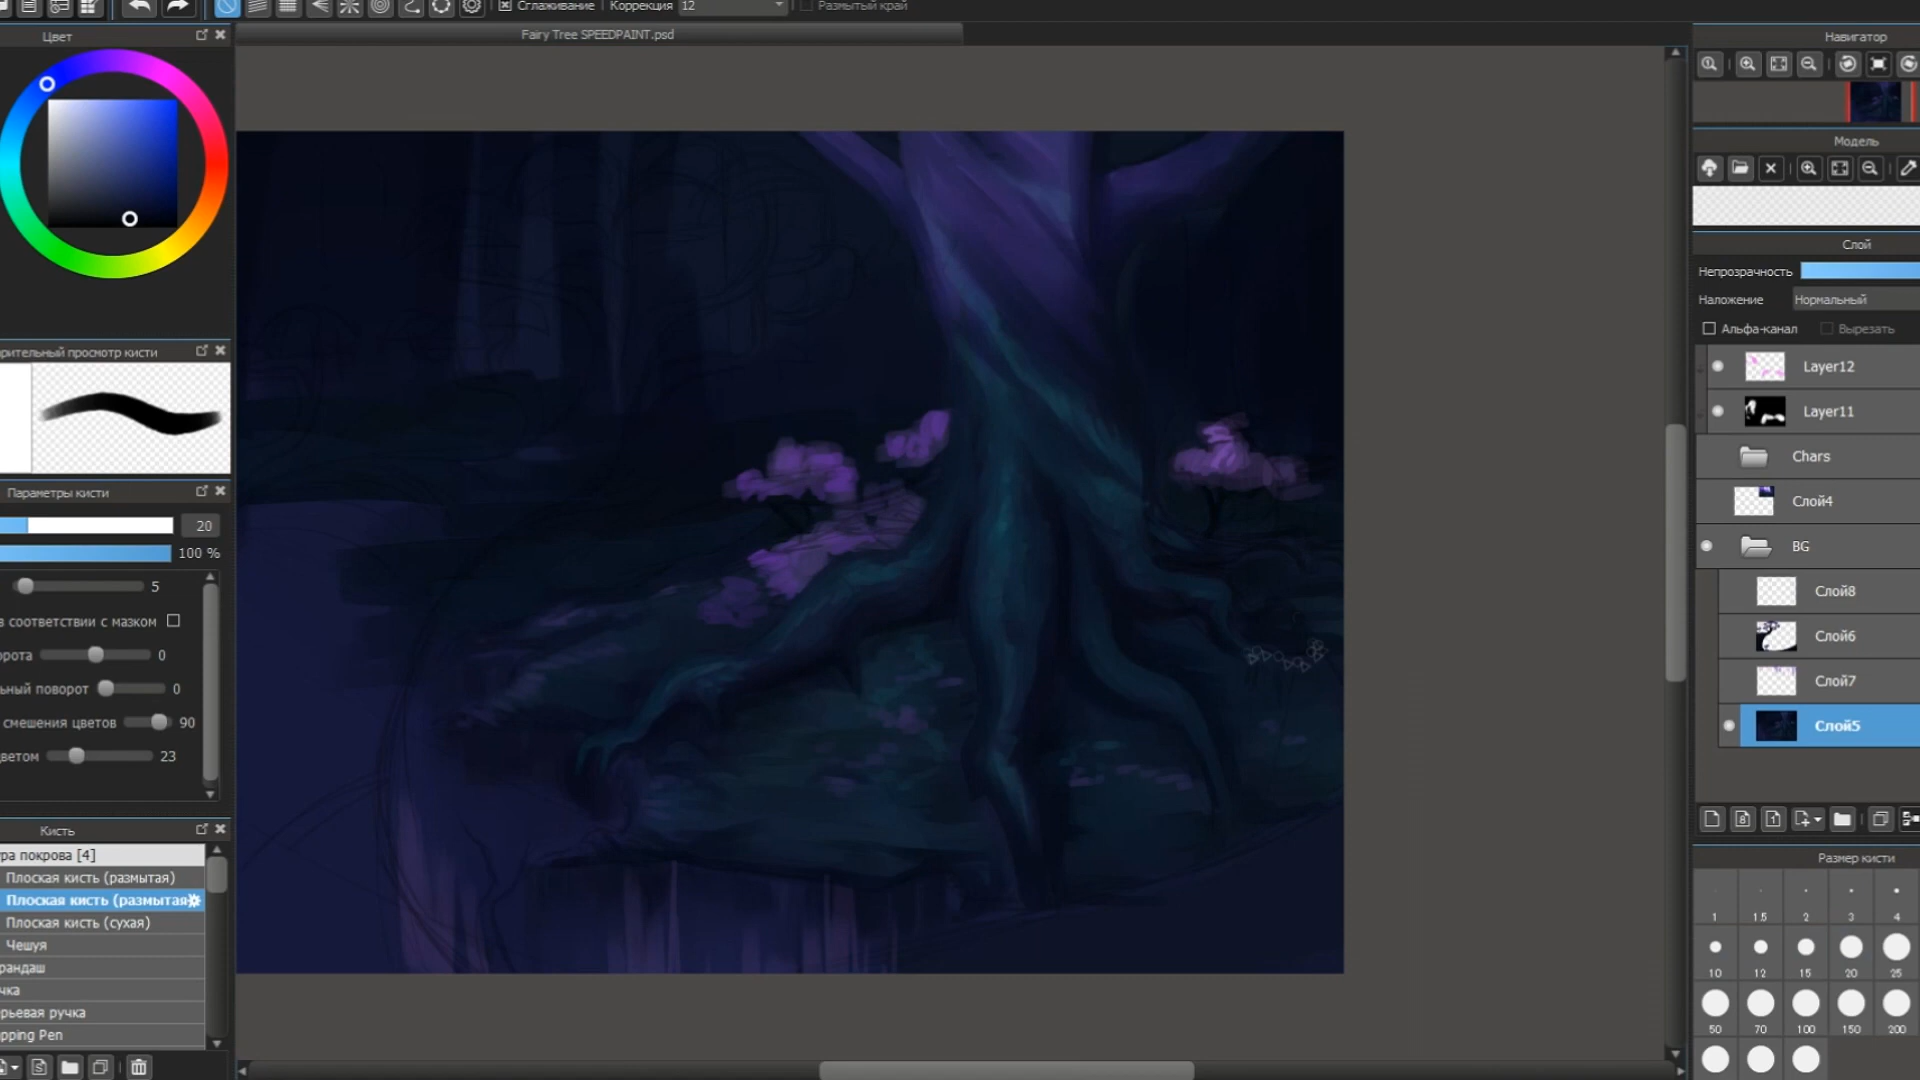 Сглаживание
Коррекция 12
Размытый край
Цвет
Fairy Tree SPEEDPAINT.psd
Навигатор
Модель
Слой
Непрозрачность
Наложение Нормальный
Альфа-канал Вырезать
Layer12
Layer11
Chars
Слой4
BG
Слой8
Слой6
Слой7
Слой5
рительный просмотр кисти
Параметры кисти
20
100 %
5
в соответствии с мазком
орота 0
ьный поворот 0
смешения цветов 90
цветом 23
Кисть
ра покрова [4]
Плоская кисть (размытая)
Плоская кисть (размытая
Плоская кисть (сухая)
Чешуя
рандаш
чка
рьевая ручка
pping Pen
Размер кисти
1 1.5 2 3 4
10 12 15 20 25
50 70 100 150 200